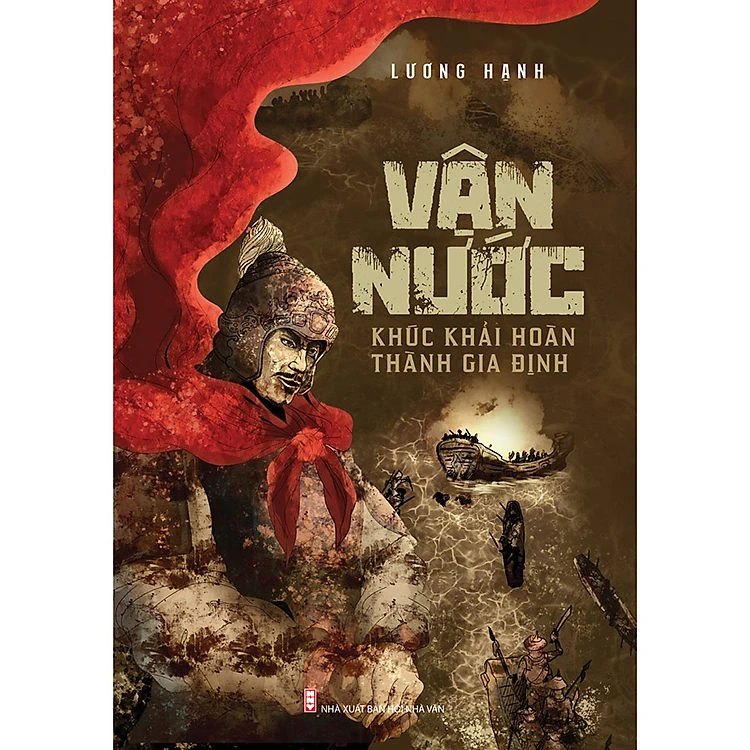 LƯƠNG HẠNH
VẬN
NƯỚC
KHÚC KHẢI HOÀN
THÀNH GIA ĐỊNH
NHÀ XUẤT BẢN HỘI NHÀ VĂN